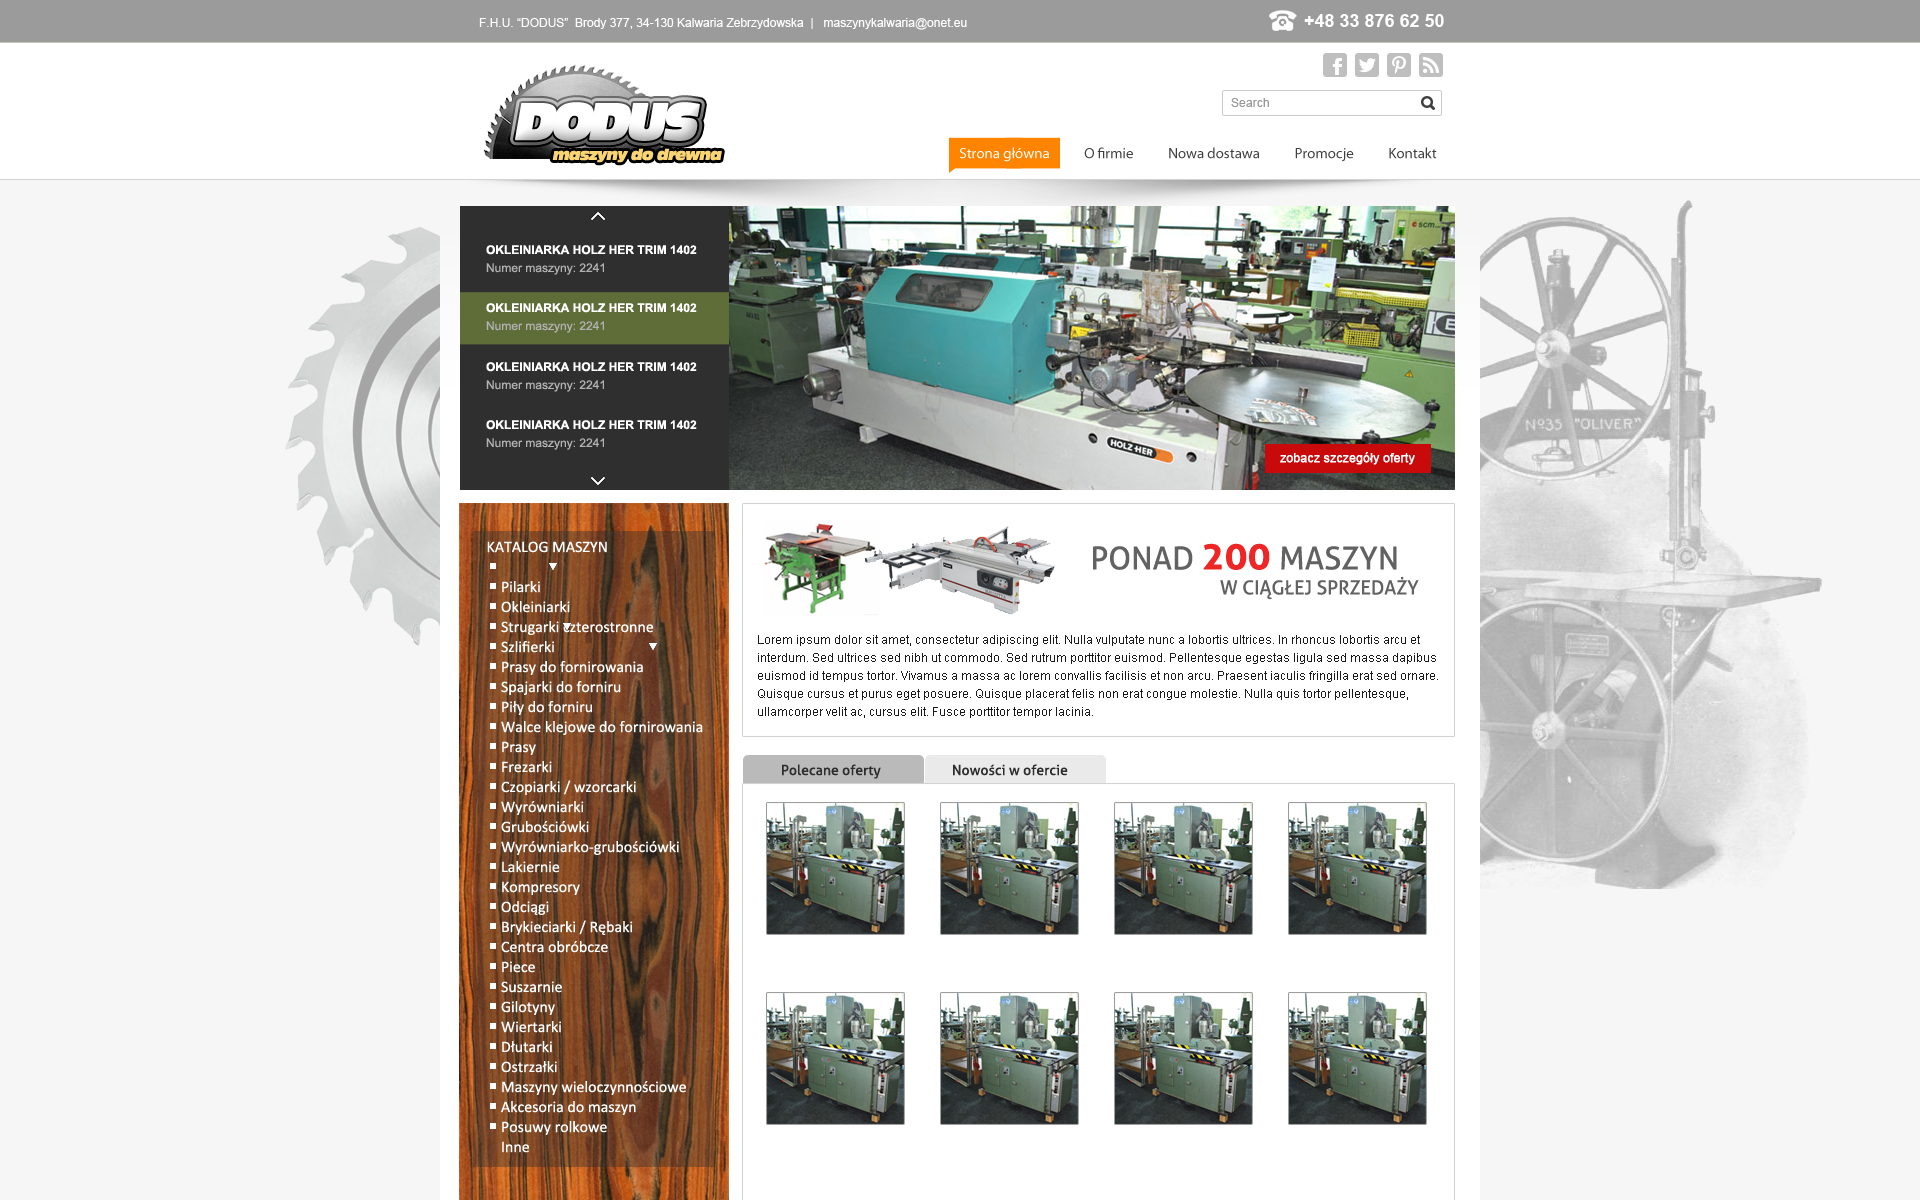 F.H.U. "DODUS"  Brody 377, 34-130 Kalwaria Zebrzydowska  |  maszynykalwaria@onet.eu
+48 33 876 62 50
DODUS
maszyny do drewna
Search
Strona główna  O firmie  Nowa dostawa  Promocje  Kontakt
OKLEINIARKA HOLZ HER TRIM 1402
Numer maszyny: 2241
OKLEINIARKA HOLZ HER TRIM 1402
Numer maszyny: 2241
OKLEINIARKA HOLZ HER TRIM 1402
Numer maszyny: 2241
OKLEINIARKA HOLZ HER TRIM 1402
Numer maszyny: 2241
scm
HOLZ-HER
zobacz szczegóły oferty
No35 "OLIVER"
KATALOG MASZYN
Pilarki
Okleiniarki
Strugarki czterostronne
Szlifierki
Prasy do fornirowania
Spajarki do forniru
Piły do forniru
Walce klejowe do fornirowania
Prasy
Frezarki
Czopiarki / wzorcarki
Wyrówniarki
Grubościówki
Wyrówniarko-grubościówki
Lakiernie
Kompresory
Odciągi
Brykieciarki / Rębaki
Centra obróbcze
Piece
Suszarnie
Gilotyny
Wiertarki
Dłutarki
Ostrzałki
Maszyny wieloczynnościowe
Akcesoria do maszyn
Posuwy rolkowe
Inne
PONAD 200 MASZYN
W CIĄGŁEJ SPRZEDAŻY
Lorem ipsum dolor sit amet, consectetur adipiscing elit. Nulla vulputate nunc a lobortis ultrices. In rhoncus lobortis arcu et
interdum. Sed ultrices sed nibh ut commodo. Sed rutrum porttitor euismod. Pellentesque egestas ligula sed massa dapibus
euismod id tempus tortor. Vivamus a massa ac lorem convallis facilisis et non arcu. Praesent iaculis fringilla erat sed ornare.
Quisque cursus et purus eget posuere. Quisque placerat felis non erat congue molestie. Nulla quis tortor pellentesque,
ullamcorper velit ac, cursus elit. Fusce porttitor tempor lacinia.
Polecane oferty  Nowości w ofercie